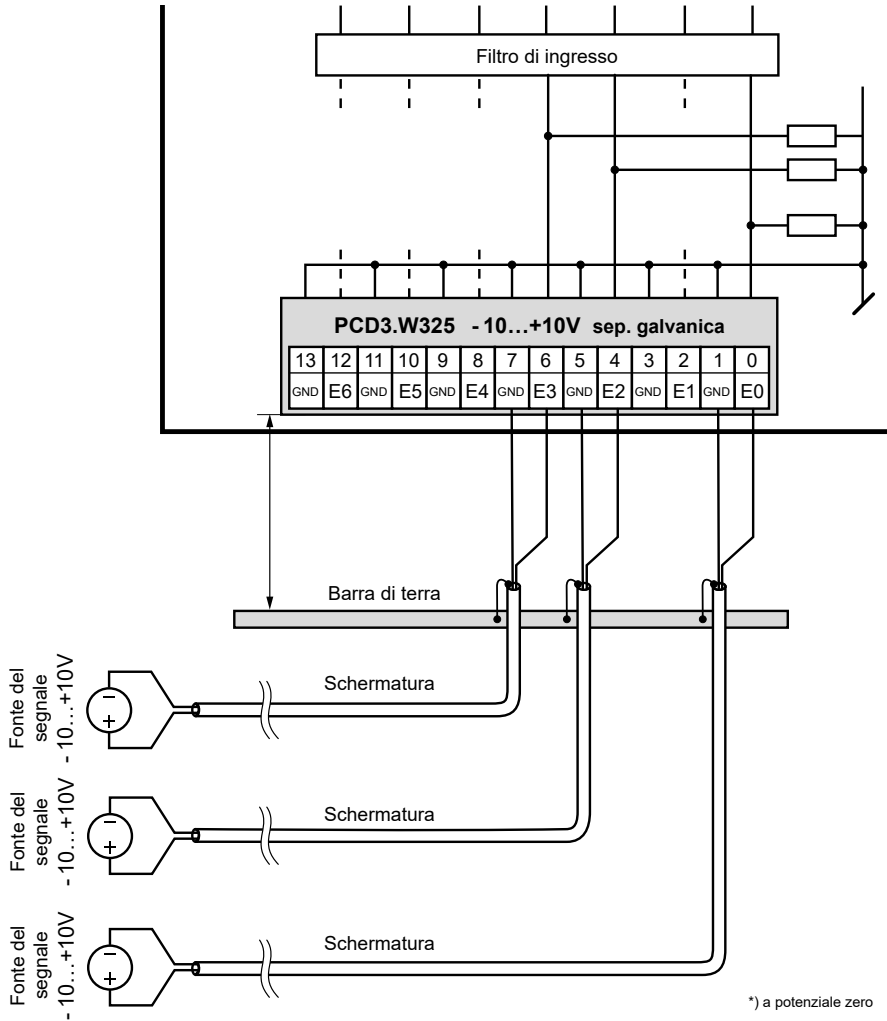 Filtro di ingresso
PCD3.W325 - 10…+10V sep. galvanica
13 12 11 10 9 8 7 6 5 4 3 2 1 0
GND E6 GND E5 GND E4 GND E3 GND E2 GND E1 GND E0
Barra di terra
Fonte del
segnale
- 10…+10V
Schermatura
Fonte del
segnale
- 10…+10V
Schermatura
Fonte del
segnale
- 10…+10V
Schermatura
*) a potenziale zero